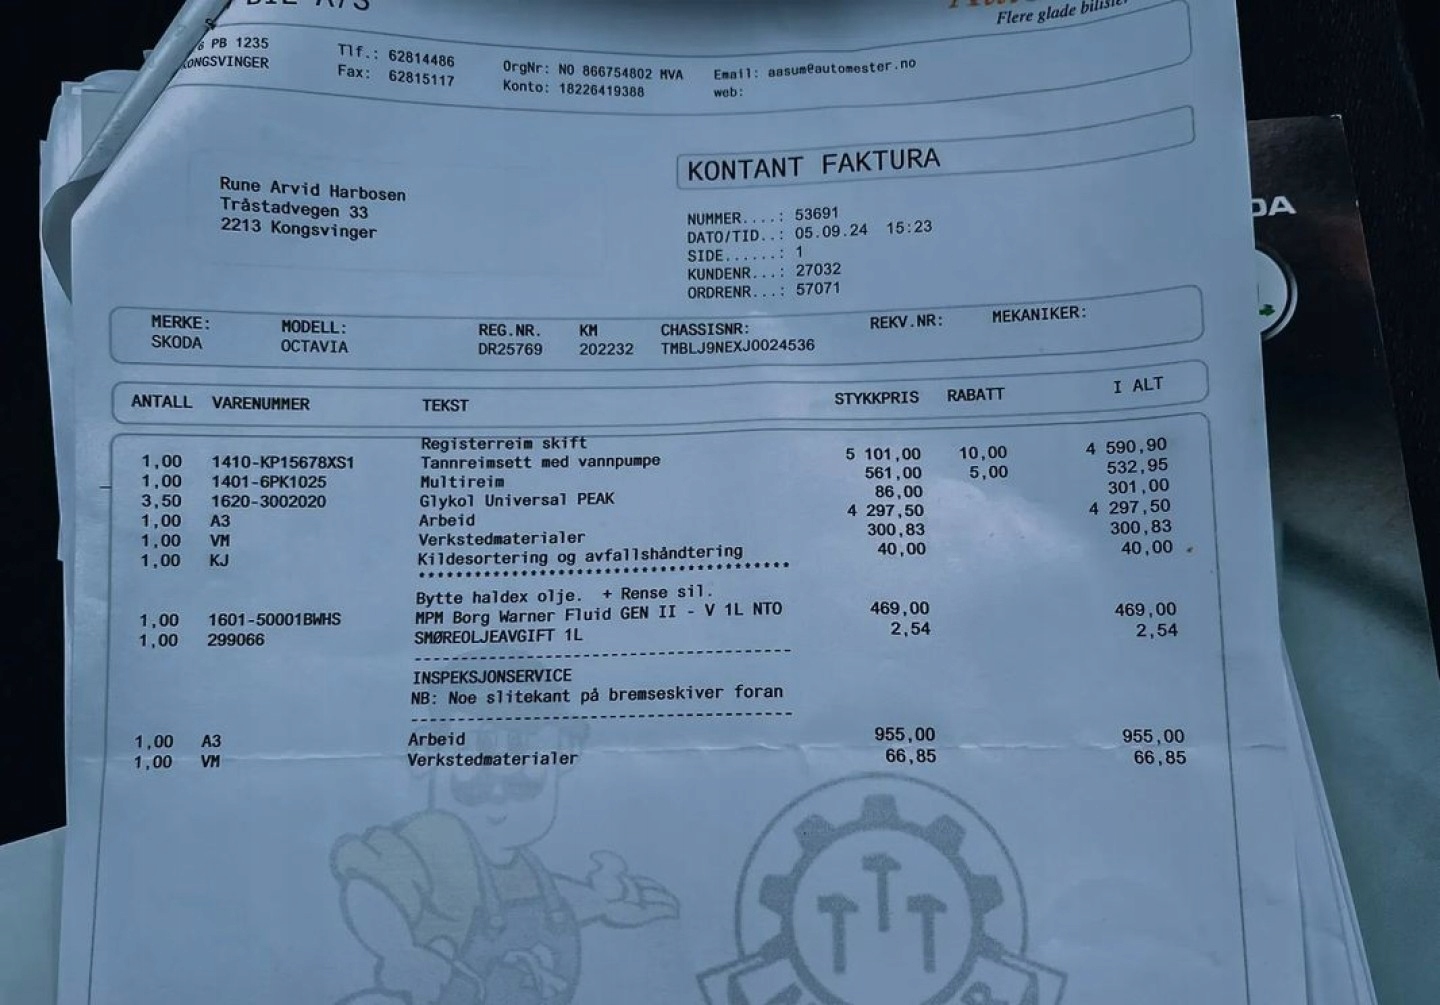 Flere glade bilister
PB 1235
KONGSVINGER
Tlf.: 62814486
Fax: 62815117
OrgNr: NO 866754802 MVA
Konto: 18226419388
Email: aasum@automester.no
web:
KONTANT FAKTURA
Rune Arvid Harbosen
Tråstadvegen 33
2213 Kongsvinger
NUMMER....: 53691
DATO/TID..: 05.09.24 15:23
SIDE......: 1
KUNDENR...: 27032
ORDRENR...: 57071
MERKE: MODELL: REG.NR. KM CHASSISNR: REKV.NR: MEKANIKER:
SKODA OCTAVIA DR25769 202232 TMBLJ9NEXJ0024536
ANTALL VARENUMMER TEKST STYKKPRIS RABATT I ALT
Registerreim skift
1,00 1410-KP15678XS1 Tannreimsett med vannpumpe 5 101,00 10,00 4 590,90
1,00 1401-6PK1025 Multireim 561,00 5,00 532,95
3,50 1620-3002020 Glykol Universal PEAK 86,00 301,00
1,00 A3 Arbeid 4 297,50 4 297,50
1,00 VM Verkstedmaterialer 300,83 300,83
1,00 KJ Kildesortering og avfallshåndtering 40,00 40,00
****************************************
Bytte haldex olje. + Rense sil.
1,00 1601-50001BWHS MPM Borg Warner Fluid GEN II - V 1L NTO 469,00 469,00
1,00 299066 SMØREOLJEAVGIFT 1L 2,54 2,54
----------------------------------------
INSPEKSJONSERVICE
NB: Noe slitekant på bremseskiver foran
----------------------------------------
1,00 A3 Arbeid 955,00 955,00
1,00 VM Verkstedmaterialer 66,85 66,85